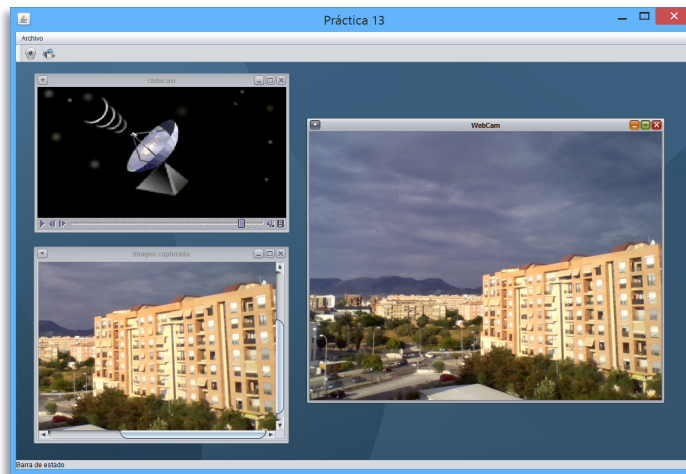 Práctica 13
Archivo
radar.avi
WebCam
Imagen capturada
Barra de estado